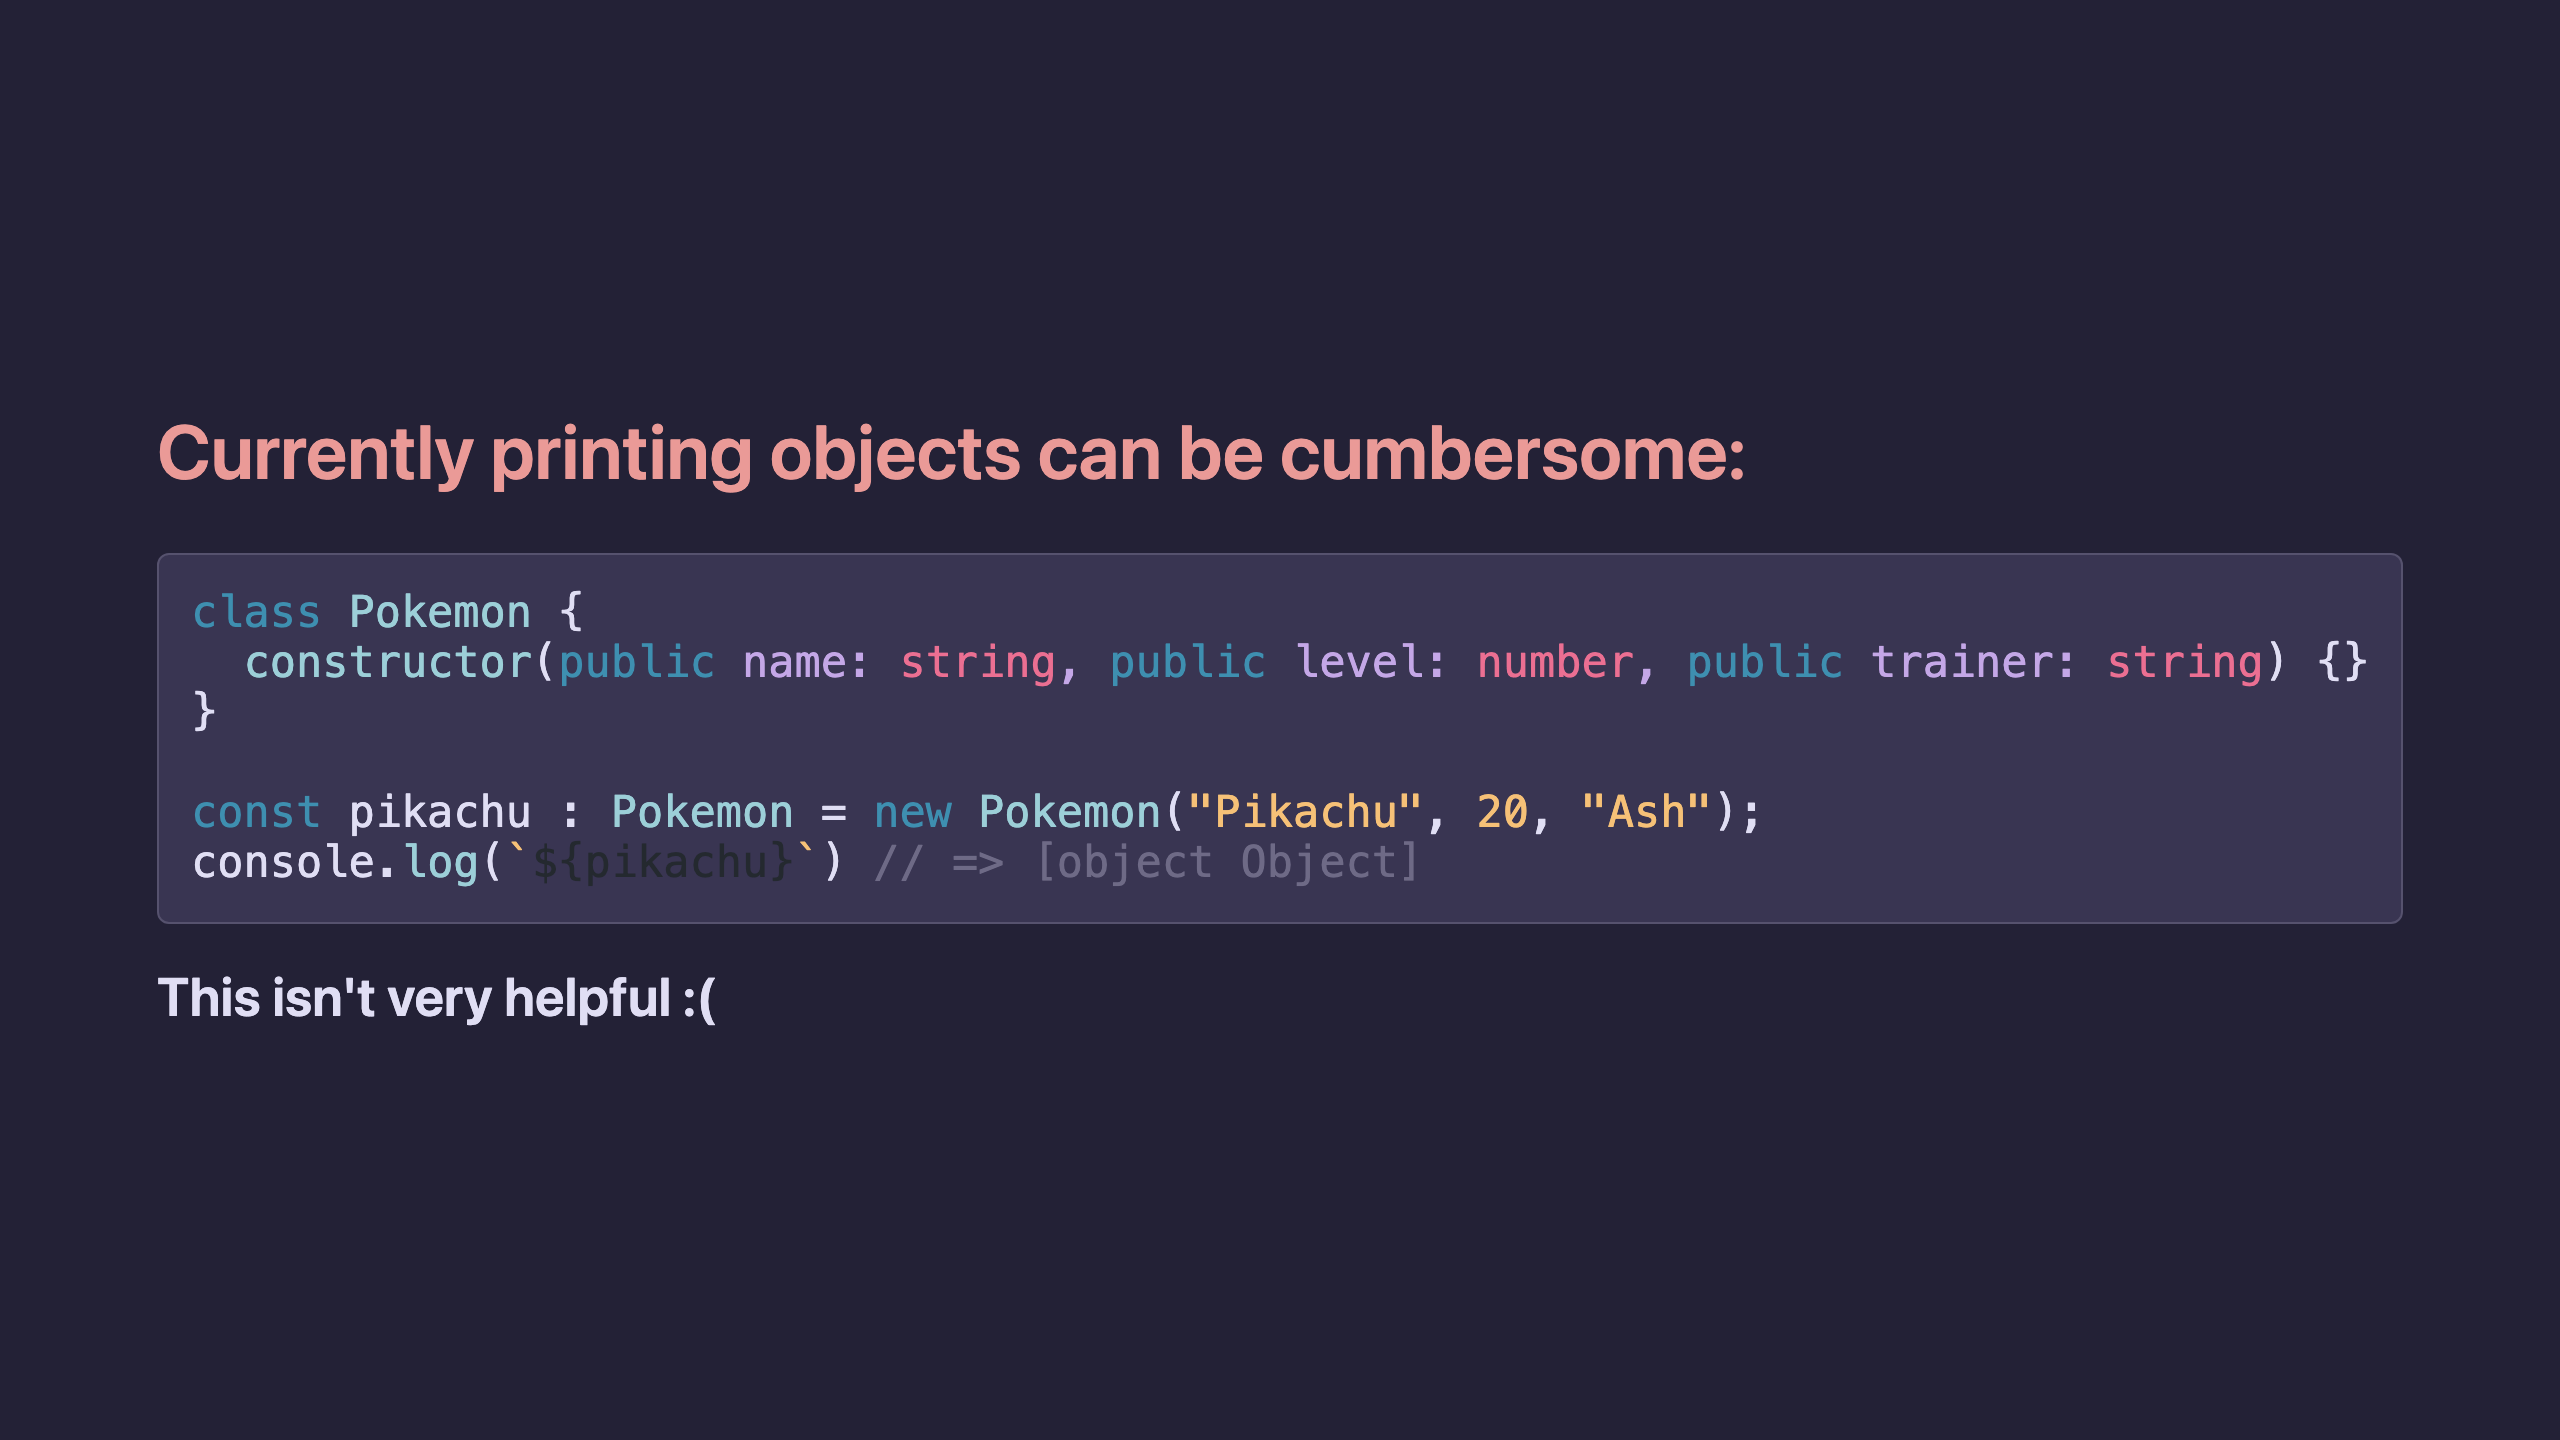 Currently printing objects can be cumbersome:
class Pokemon {
  constructor(public name: string, public level: number, public trainer: string) {}
}
const pikachu : Pokemon = new Pokemon("Pikachu", 20, "Ash");
console.log(`${pikachu}`) // => [object Object]
This isn't very helpful :(